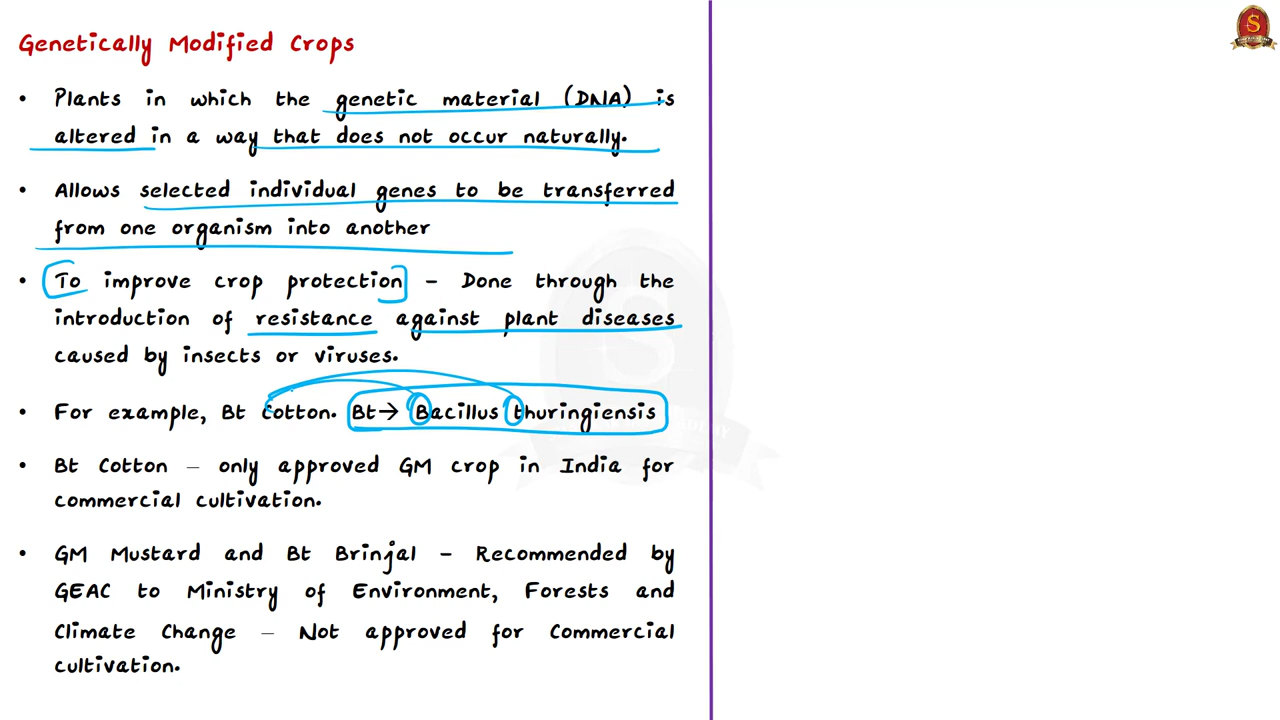 Genetically Modified Crops
• Plants in which the genetic material (DNA) is
altered in a way that does not occur naturally.
• Allows selected individual genes to be transferred
from one organism into another
• To improve crop protection – Done through the
introduction of resistance against plant diseases
caused by insects or viruses.
• For example, Bt Cotton. Bt→ Bacillus thuringiensis
• Bt Cotton – only approved GM crop in India for
commercial cultivation.
• GM Mustard and Bt Brinjal – Recommended by
GEAC to Ministry of Environment, Forests and
Climate Change – Not approved for Commercial
cultivation.
S